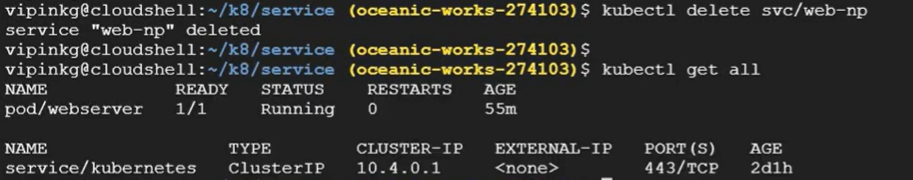 vipinkg@cloudshell:~/k8/service (oceanic-works-274103)$ kubectl delete svc/web-np
service "web-np" deleted
vipinkg@cloudshell:~/k8/service (oceanic-works-274103)$
vipinkg@cloudshell:~/k8/service (oceanic-works-274103)$ kubectl get all
NAME READY STATUS RESTARTS AGE
pod/webserver 1/1 Running 0 55m
NAME TYPE CLUSTER-IP EXTERNAL-IP PORT(S) AGE
service/kubernetes ClusterIP 10.4.0.1 <none> 443/TCP 2d1h